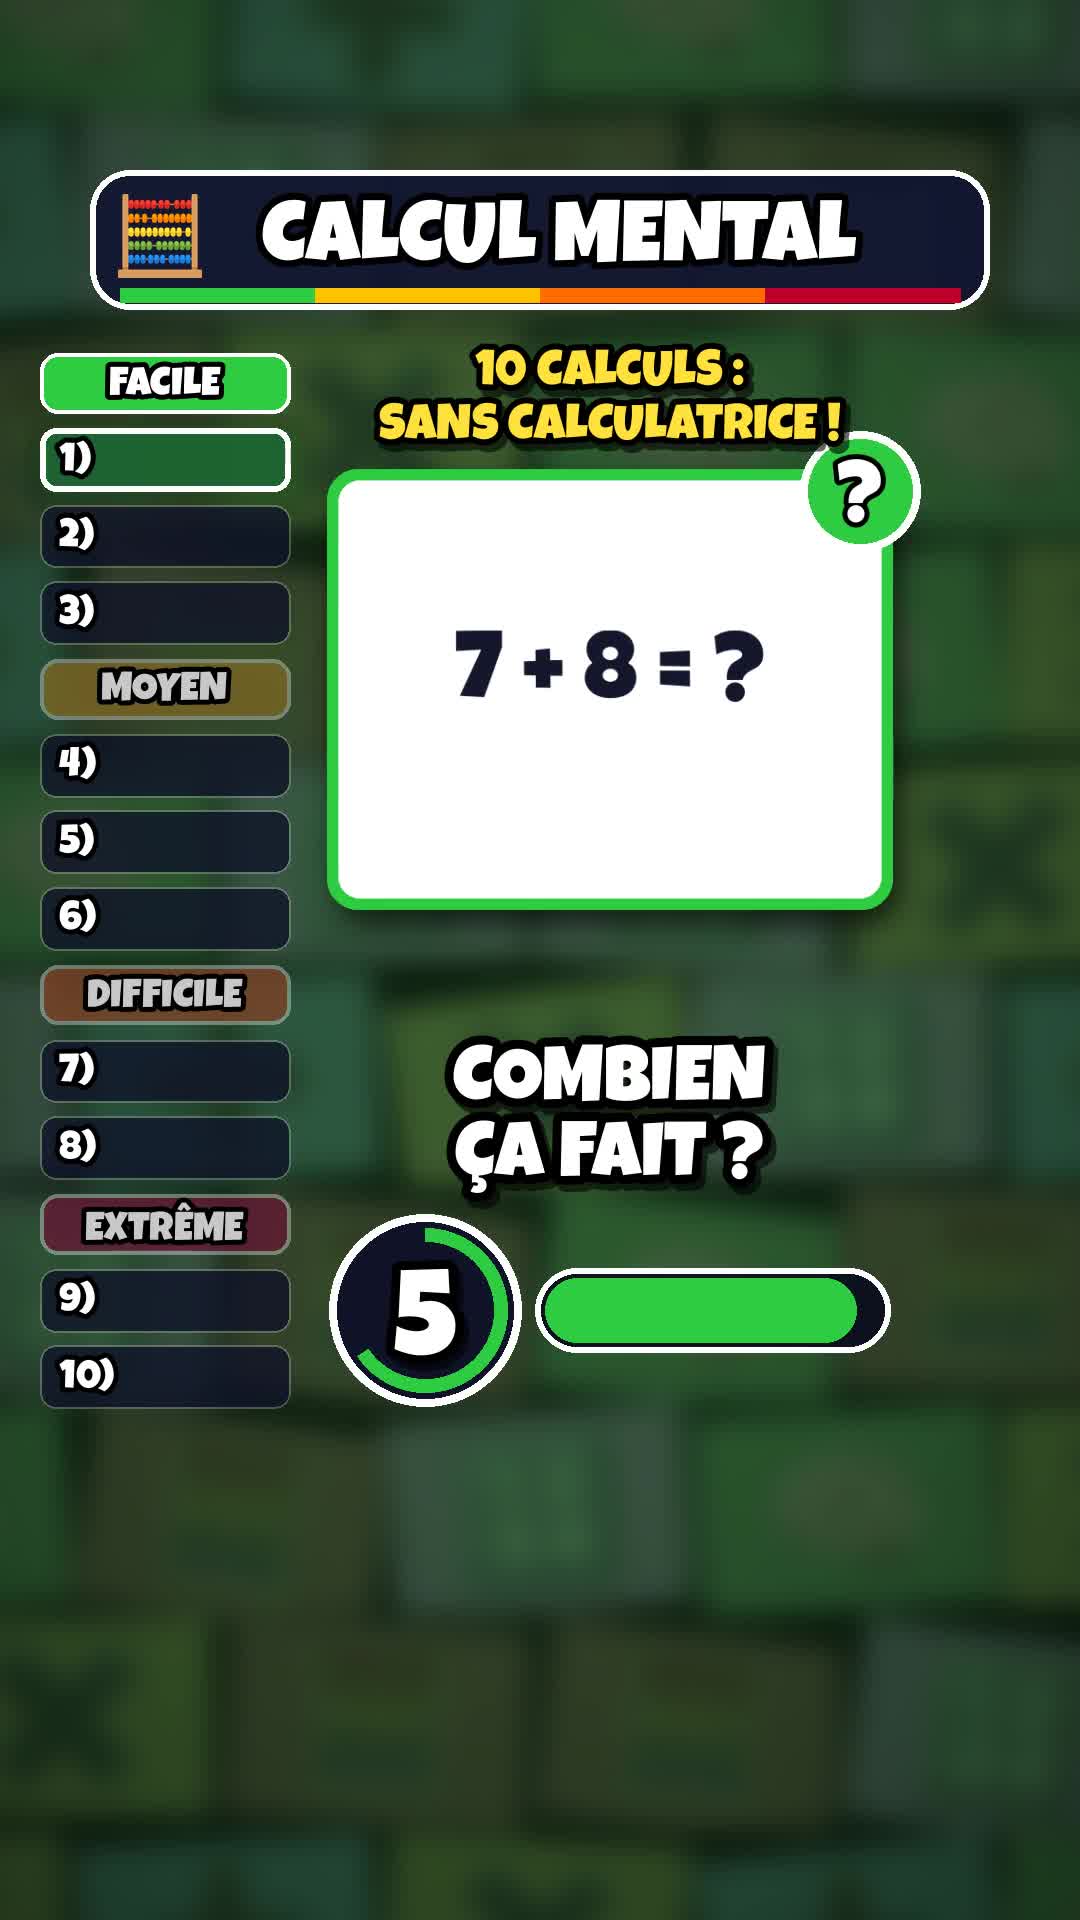 CALCUL MENTAL
FACILE
1)
2)
3)
MOYEN
4)
5)
6)
DIFFICILE
7)
8)
EXTRÊME
9)
10)
10 CALCULS :
SANS CALCULATRICE !
?
7 + 8 = ?
COMBIEN
ÇA FAIT ?
5